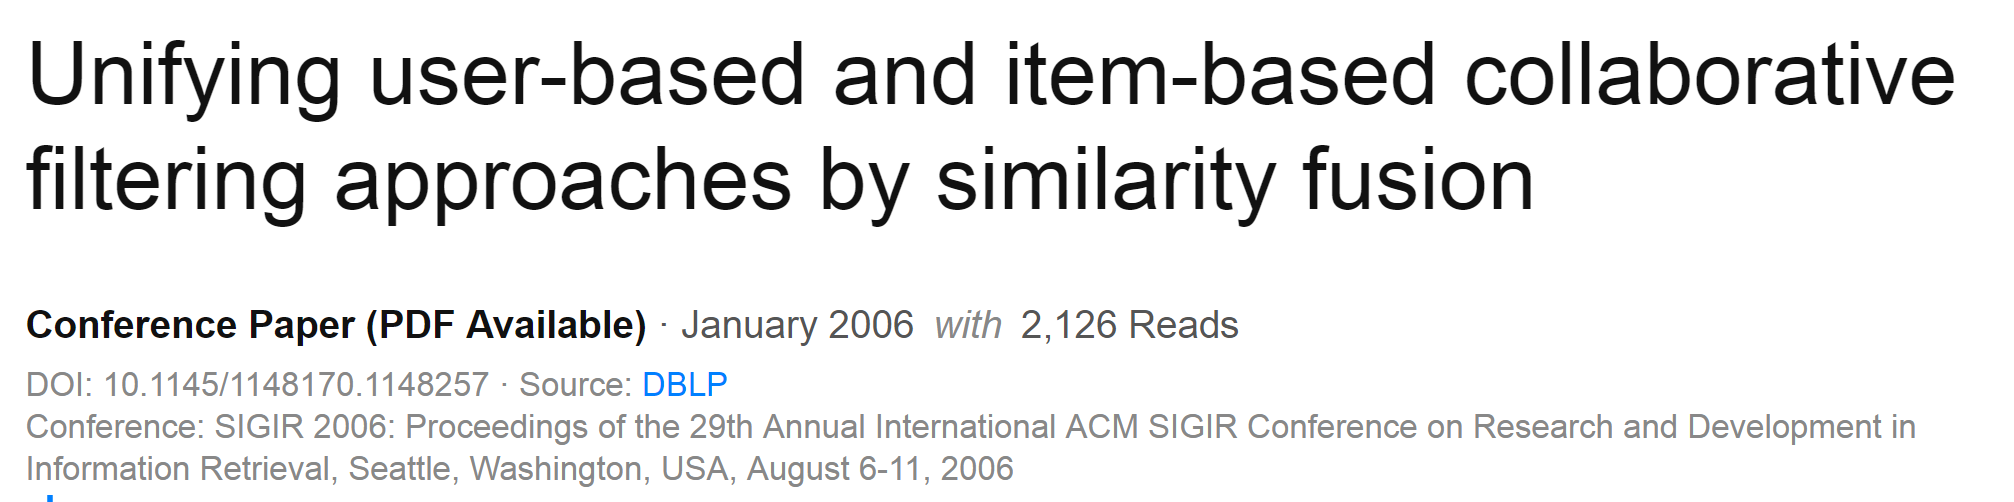 Unifying user-based and item-based collaborative
filtering approaches by similarity fusion
Conference Paper (PDF Available) · January 2006 with 2,126 Reads
DOI: 10.1145/1148170.1148257 · Source: DBLP
Conference: SIGIR 2006: Proceedings of the 29th Annual International ACM SIGIR Conference on Research and Development in
Information Retrieval, Seattle, Washington, USA, August 6-11, 2006